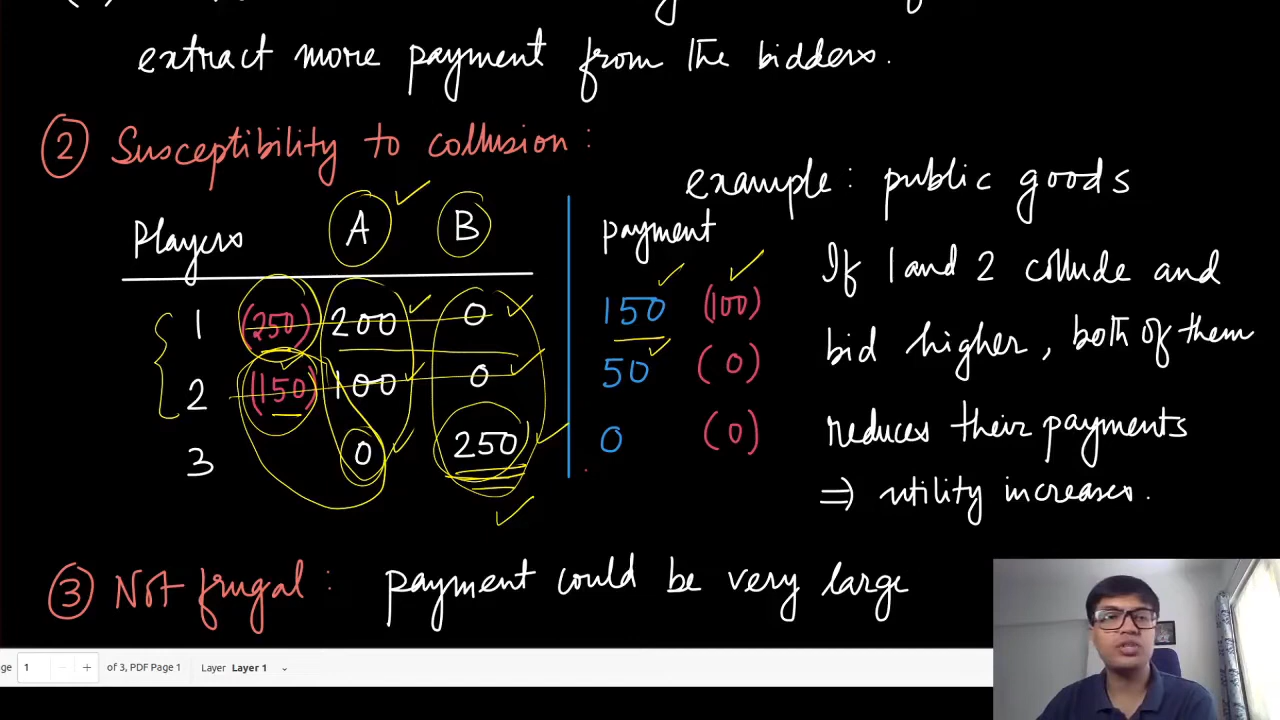 extract more payment from the bidders.
② Susceptibility to collusion :
example : public goods
Players A B payment
1 (250) 200 0 150 (100)
2 (150) 100 0 50 (0)
3 0 250 0 (0)
If 1 and 2 collude and
bid higher, both of them
reduces their payments
⇒ utility increases.
③ Not frugal : payment could be very large
1 of 3, PDF Page 1 Layer Layer 1